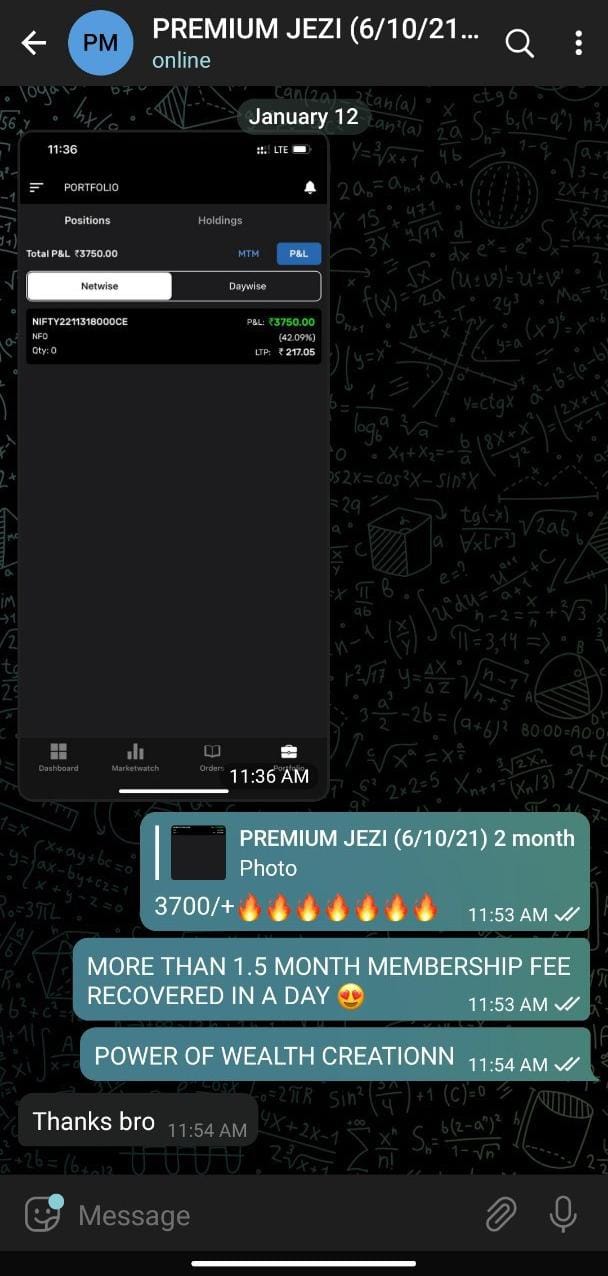 PM
PREMIUM JEZI (6/10/21...
online
January 12
11:36
LTE
PORTFOLIO
Positions Holdings
Total P&L ₹3750.00 MTM P&L
Netwise Daywise
NIFTY2211318000CE P&L: ₹3750.00
NFO (42.09%)
Qty: 0 LTP: ₹ 217.05
Dashboard Marketwatch Orders
11:36 AM
PREMIUM JEZI (6/10/21) 2 month
Photo
3700/+🔥🔥🔥🔥🔥🔥🔥 11:53 AM
MORE THAN 1.5 MONTH MEMBERSHIP FEE
RECOVERED IN A DAY 😍 11:53 AM
POWER OF WEALTH CREATIONN 11:54 AM
Thanks bro 11:54 AM
Message